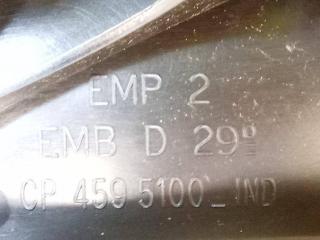 EMP 2
EMB D 29º
CP 459 5100_IND